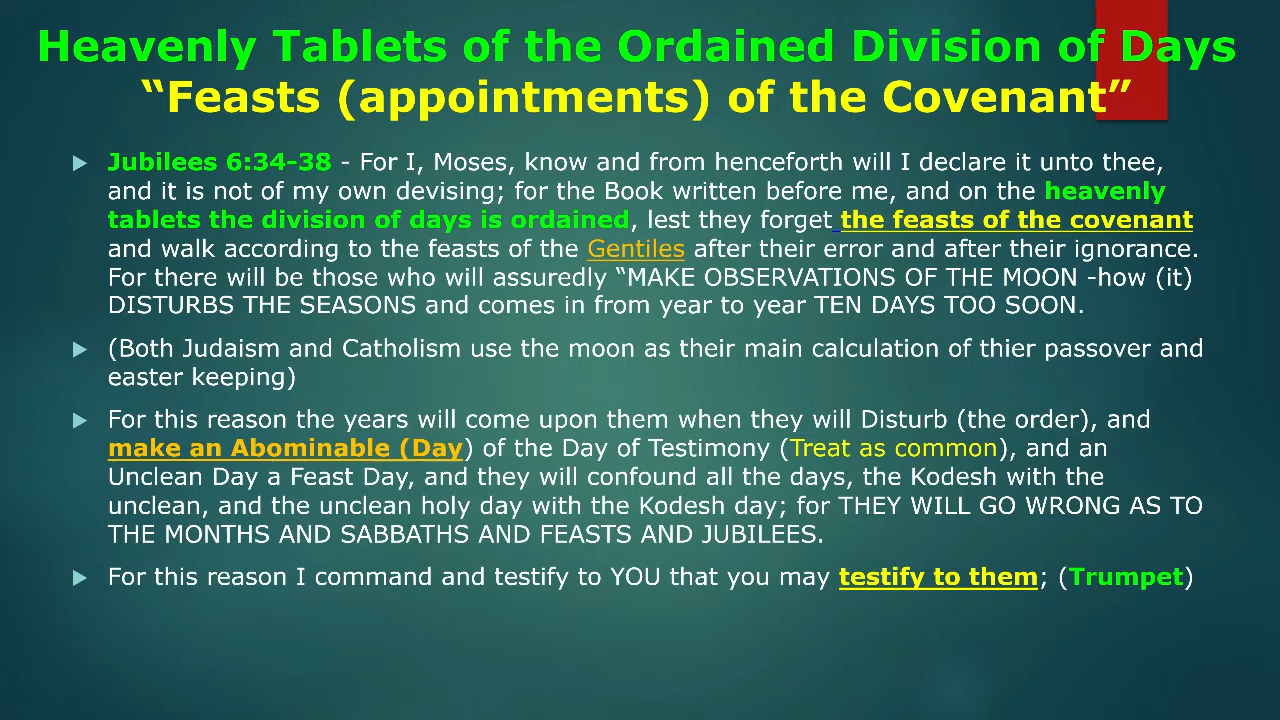 Heavenly Tablets of the Ordained Division of Days
“Feasts (appointments) of the Covenant”
Jubilees 6:34-38 - For I, Moses, know and from henceforth will I declare it unto thee,
and it is not of my own devising; for the Book written before me, and on the heavenly
tablets the division of days is ordained, lest they forget the feasts of the covenant
and walk according to the feasts of the Gentiles after their error and after their ignorance.
For there will be those who will assuredly “MAKE OBSERVATIONS OF THE MOON -how (it)
DISTURBS THE SEASONS and comes in from year to year TEN DAYS TOO SOON.
(Both Judaism and Catholism use the moon as their main calculation of thier passover and
easter keeping)
For this reason the years will come upon them when they will Disturb (the order), and
make an Abominable (Day) of the Day of Testimony (Treat as common), and an
Unclean Day a Feast Day, and they will confound all the days, the Kodesh with the
unclean, and the unclean holy day with the Kodesh day; for THEY WILL GO WRONG AS TO
THE MONTHS AND SABBATHS AND FEASTS AND JUBILEES.
For this reason I command and testify to YOU that you may testify to them; (Trumpet)